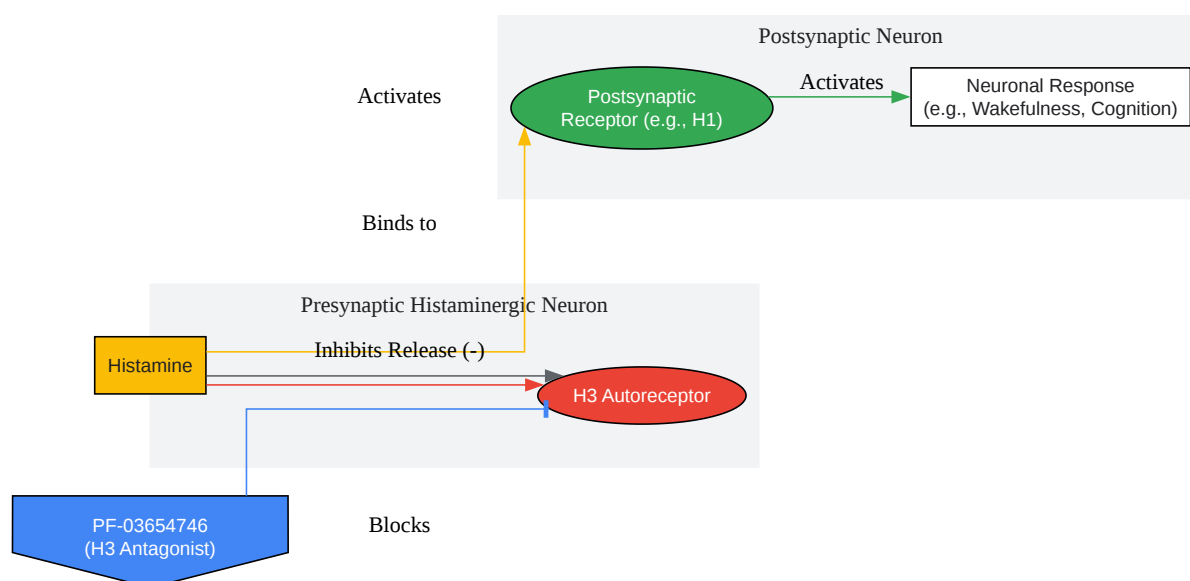 Postsynaptic Neuron
Activates
Postsynaptic
Receptor (e.g., H1)
Activates
Neuronal Response
(e.g., Wakefulness, Cognition)
Binds to
Presynaptic Histaminergic Neuron
Inhibits Release (-)
Histamine
H3 Autoreceptor
PF-03654746
(H3 Antagonist)
Blocks